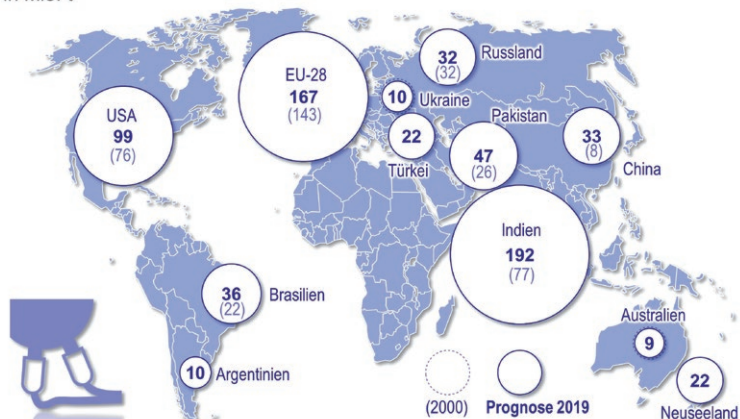 USA
99
(76)
EU-28
167
(143)
32
(32)
Russland
10
Ukraine
22
Türkei
Pakistan
47
(26)
33
(8)
China
Indien
192
(77)
36
(22)
Brasilien
10
Argentinien
Australien
9
22
Neuseeland
(2000)
Prognose 2019